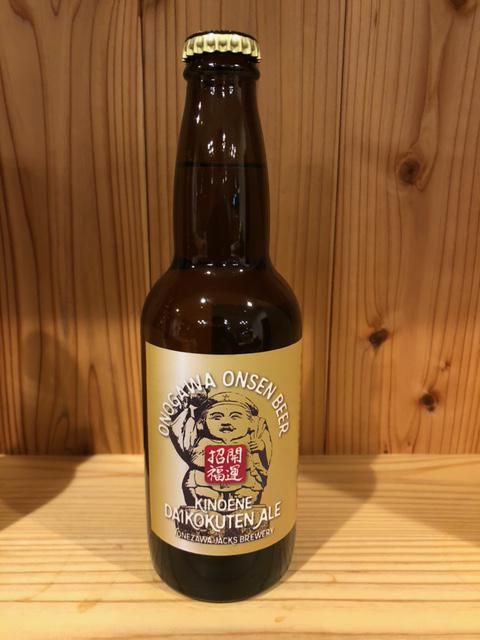 ONOGAWA ONSEN BEER
開運
招福
KINOENE
DAIKOKUTEN ALE
YONEZAWA JACKS BREWERY